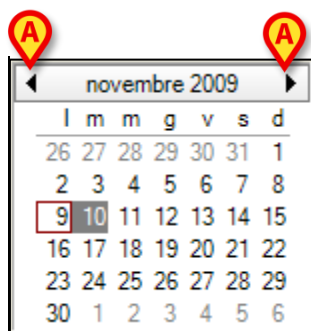 A A
novembre 2009
l m m g v s d
26 27 28 29 30 31 1
2 3 4 5 6 7 8
9 10 11 12 13 14 15
16 17 18 19 20 21 22
23 24 25 26 27 28 29
30 1 2 3 4 5 6